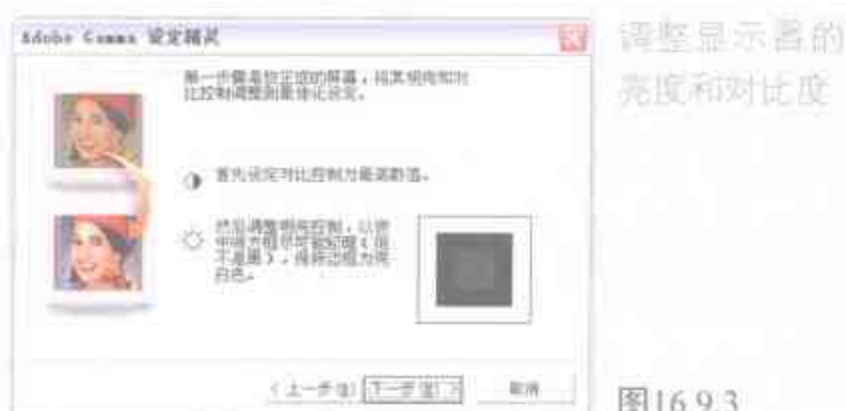 Adobe Gamma 设定精灵
第一步骤是校正您的屏幕，将其明亮和对
比控制调整到最佳化设定。
首先设定对比控制为最高数值。
然后调整明亮控制，以便
中间方框尽可能短暗（但
不是黑），保持边框为亮
白色。
< 上一步 下一步 > 取消
调整显示器的
亮度和对比度
图16.9.3